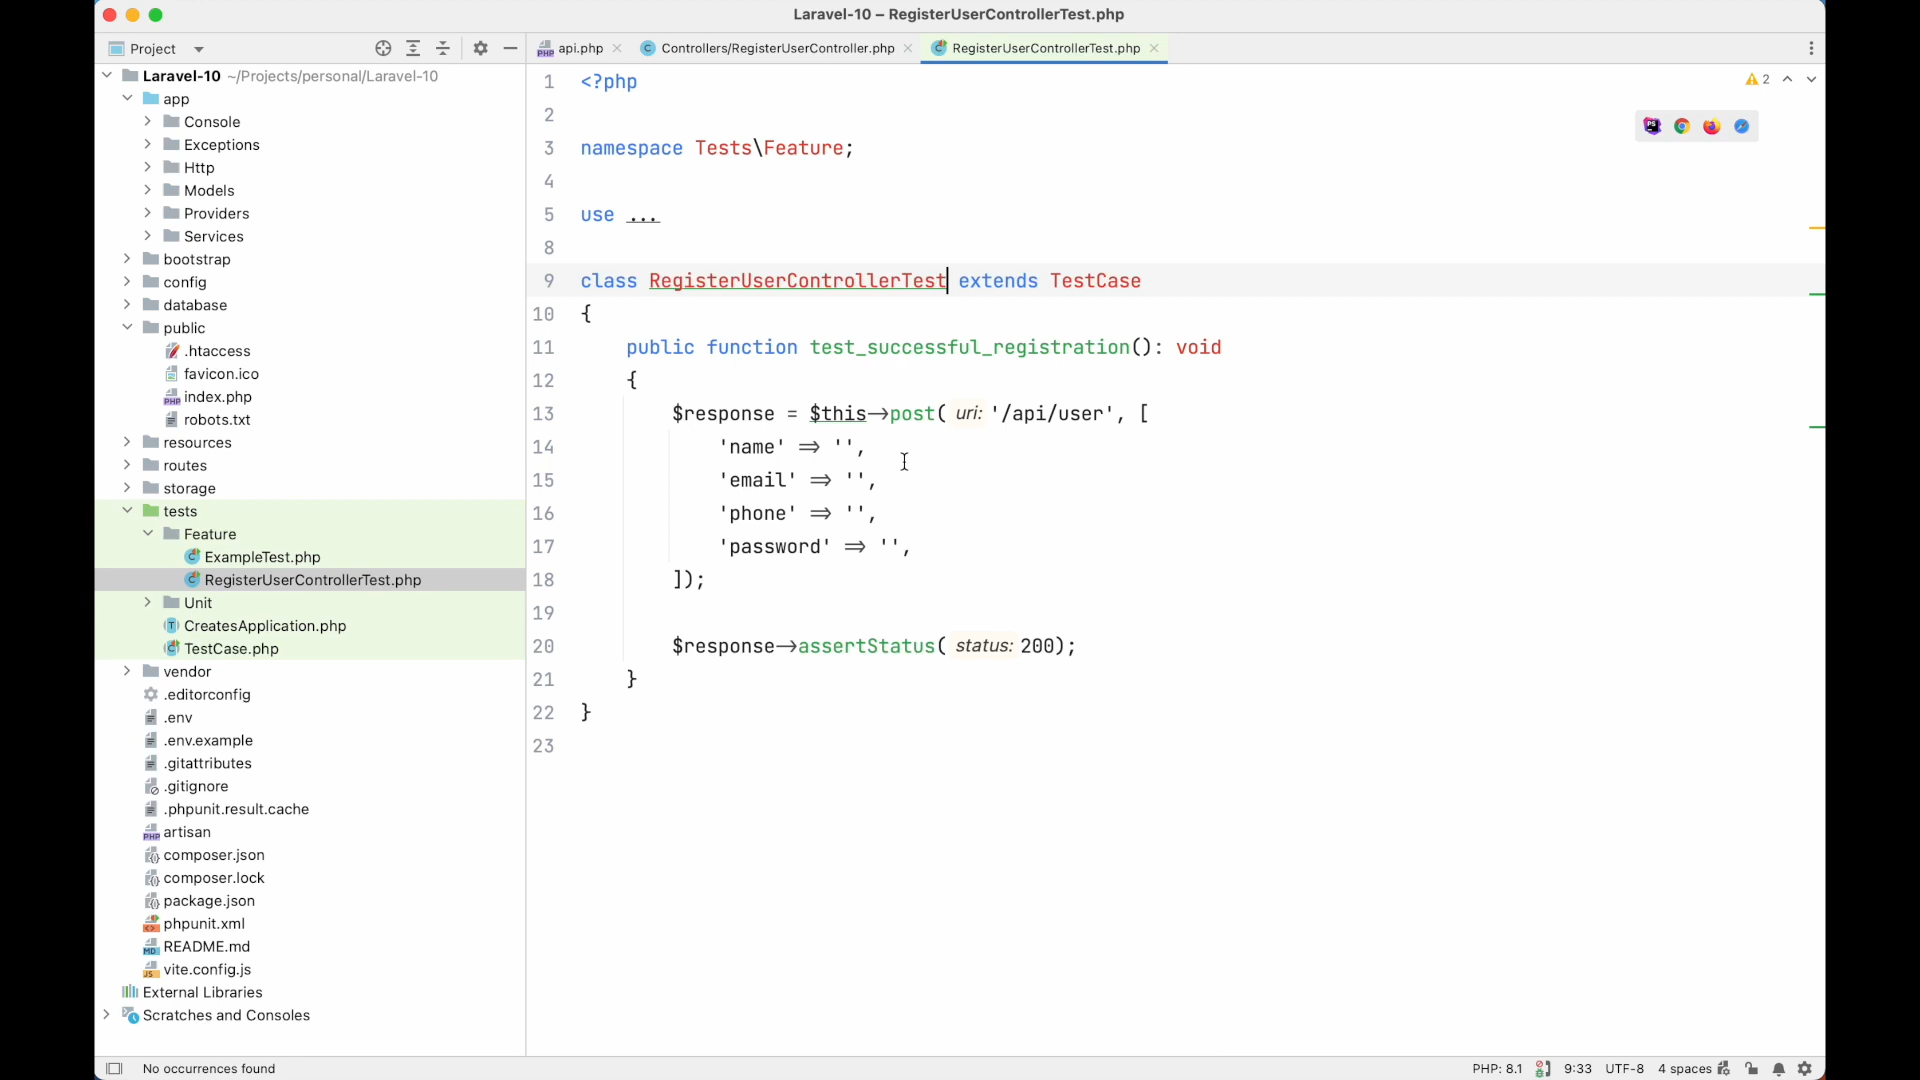 Laravel-10 – RegisterUserControllerTest.php
Project
api.php
Controllers/RegisterUserController.php
RegisterUserControllerTest.php
Laravel-10 ~/Projects/personal/Laravel-10
app
Console
Exceptions
Http
Models
Providers
Services
bootstrap
config
database
public
.htaccess
favicon.ico
index.php
robots.txt
resources
routes
storage
tests
Feature
ExampleTest.php
RegisterUserControllerTest.php
Unit
CreatesApplication.php
TestCase.php
vendor
.editorconfig
.env
.env.example
.gitattributes
.gitignore
.phpunit.result.cache
artisan
composer.json
composer.lock
package.json
phpunit.xml
README.md
vite.config.js
External Libraries
Scratches and Consoles
2
1 <?php
2
3 namespace Tests\Feature;
4
5 use ...
8
9 class RegisterUserControllerTest extends TestCase
10 {
11 public function test_successful_registration(): void
12 {
13 $response = $this->post( uri: '/api/user', [
14 'name' => '',
15 'email' => '',
16 'phone' => '',
17 'password' => '',
18 ]);
19
20 $response->assertStatus( status: 200);
21 }
22 }
23
No occurrences found
PHP: 8.1 9:33 UTF-8 4 spaces